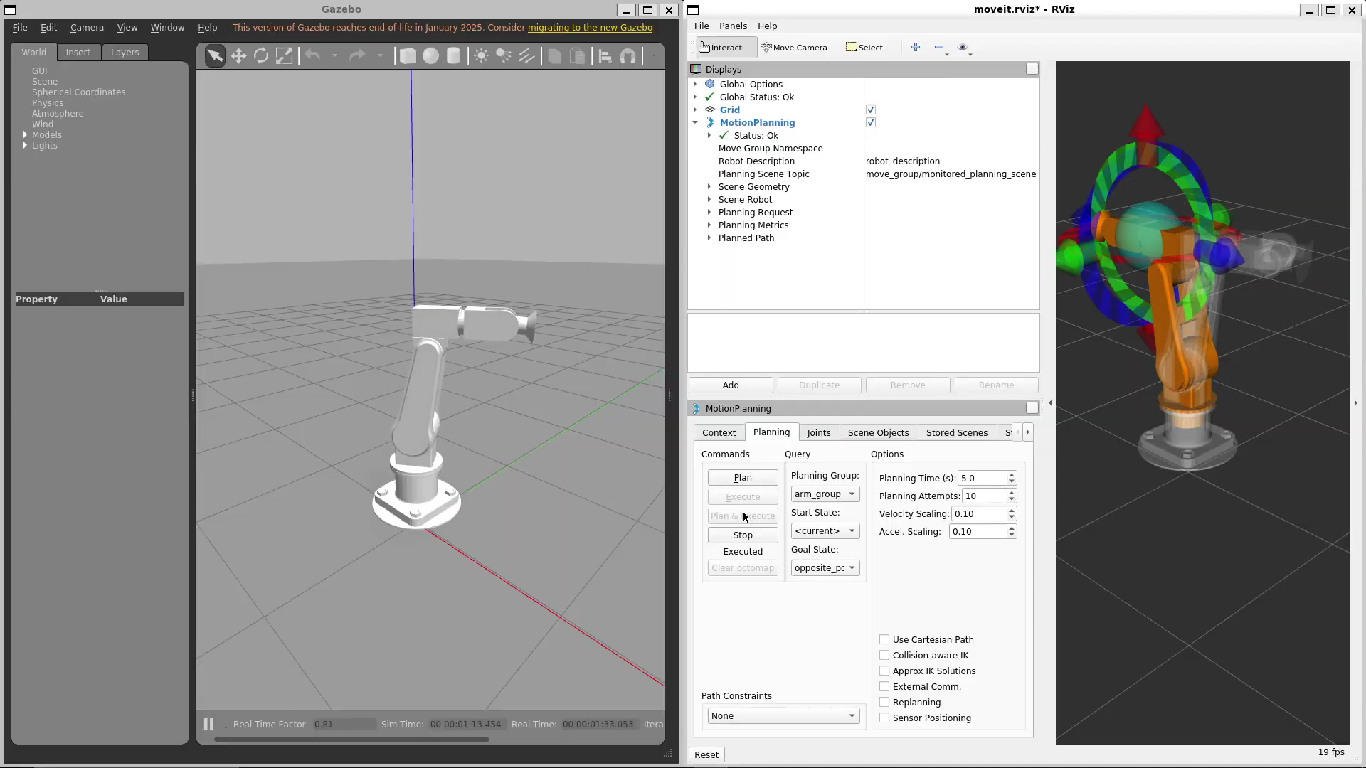 Gazebo
File Edit Camera View Window Help
This version of Gazebo reaches end of life in January 2025. Consider migrating to the new Gazebo
World Insert Layers
GUI
Scene
Spherical Coordinates
Physics
Atmosphere
Wind
Models
Lights
Property Value
Real Time Factor: 0.81 Sim Time: 00 00:01:13.434 Real Time: 00 00:01:33.653 Itera
moveit.rviz* - RViz
File Panels Help
Interact Move Camera Select
Displays
Global Options
Global Status: Ok
Grid
MotionPlanning
Status: Ok
Move Group Namespace
Robot Description robot_description
Planning Scene Topic move_group/monitored_planning_scene
Scene Geometry
Scene Robot
Planning Request
Planning Metrics
Planned Path
Add Duplicate Remove Rename
MotionPlanning
Context Planning Joints Scene Objects Stored Scenes
Commands Query Options
Plan
Execute
Plan & Execute
Stop
Executed
Clear octomap
Planning Group:
arm_group
Start State:
<current>
Goal State:
opposite_pc
Planning Time (s): 5.0
Planning Attempts: 10
Velocity Scaling: 0.10
Accel. Scaling: 0.10
Use Cartesian Path
Collision-aware IK
Approx IK Solutions
External Comm.
Replanning
Sensor Positioning
Path Constraints
None
Reset
19 fps